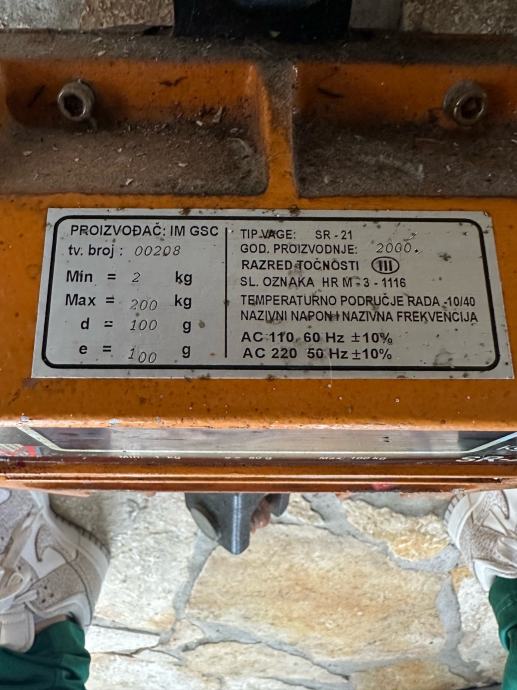 PROIZVOĐAČ: IM GSC
tv. broj : 00208
Min = 2 kg
Max = 200 kg
d = 100 g
e = 100 g
TIP VAGE: SR - 21
GOD. PROIZVODNJE: 2000.
RAZRED TOČNOSTI III
SL. OZNAKA HR M - 3 - 1116
TEMPERATURNO PODRUČJE RADA -10/40
NAZIVNI NAPON I NAZIVNA FREKVENCIJA
AC 110, 60 Hz ±10%
AC 220 50 Hz ±10%